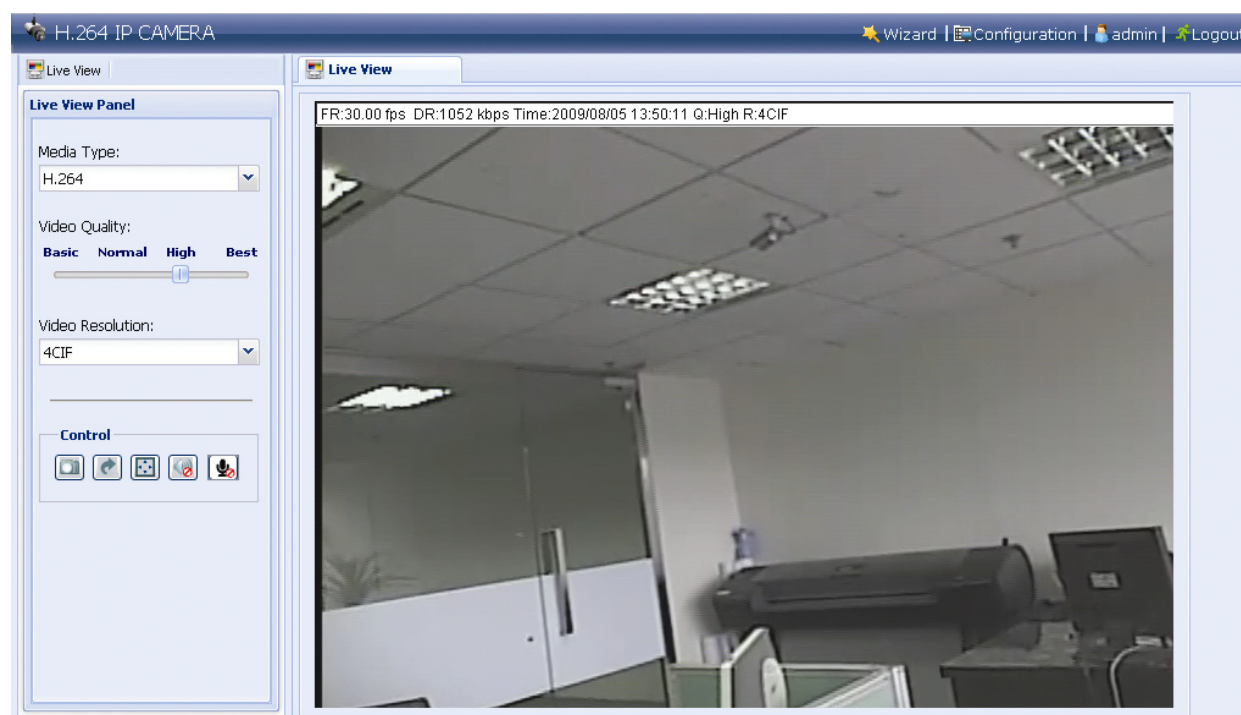 H.264 IP CAMERA
Wizard | Configuration | admin | Logout
Live View
Live View
Live View Panel
FR:30.00 fps DR:1052 kbps Time:2009/08/05 13:50:11 Q:High R:4CIF
Media Type:
H.264
Video Quality:
Basic Normal High Best
Video Resolution:
4CIF
Control